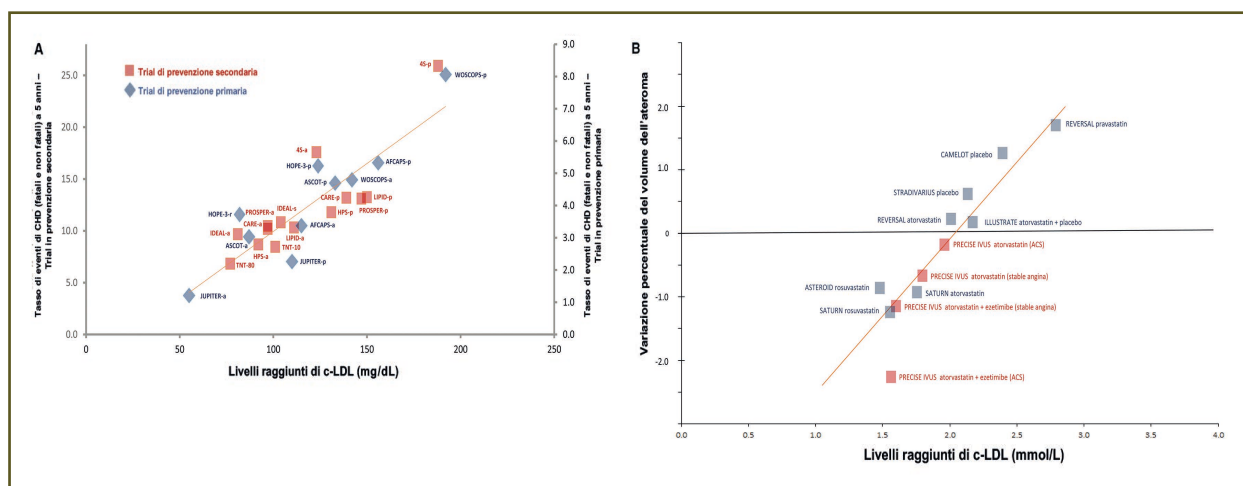 A
Tasso di eventi di CHD (fatali e non fatali) a 5 anni –
Trial in prevenzione secondaria
Trial di prevenzione secondaria
Trial di prevenzione primaria
25.0
20.0
15.0
10.0
5.0
0.0
9.0
8.0
7.0
6.0
5.0
4.0
3.0
2.0
1.0
0.0
Tasso di eventi di CHD (fatali e non fatali) a 5 anni –
Trial in prevenzione primaria
4S-p
WOSCOPS-p
4S-a
HOPE-3-p
AFCAPS-p
ASCOT-p
WOSCOPS-a
CARE-p
LIPID-p
PROSPER-p
HPS-p
HOPE-3-r
PROSPER-a
IDEAL-s
CARE-a
AFCAPS-a
IDEAL-a
LIPID-a
ASCOT-a
TNT-10
HPS-a
TNT-80
JUPITER-p
JUPITER-a
0
50
100
150
200
250
Livelli raggiunti di c-LDL (mg/dL)
B
Variazione percentuale del volume dell'ateroma
2.0
1.0
0
-1.0
-2.0
REVERSAL pravastatin
CAMELOT placebo
STRADIVARIUS placebo
REVERSAL atorvastatin
ILLUSTRATE atorvastatin + placebo
PRECISE IVUS atorvastatin (ACS)
PRECISE IVUS atorvastatin (stable angina)
ASTEROID rosuvastatin
SATURN atorvastatin
SATURN rosuvastatin
PRECISE IVUS atorvastatin + ezetimibe (stable angina)
PRECISE IVUS atorvastatin + ezetimibe (ACS)
0.0
0.5
1.0
1.5
2.0
2.5
3.0
3.5
4.0
Livelli raggiunti di c-LDL (mmol/L)